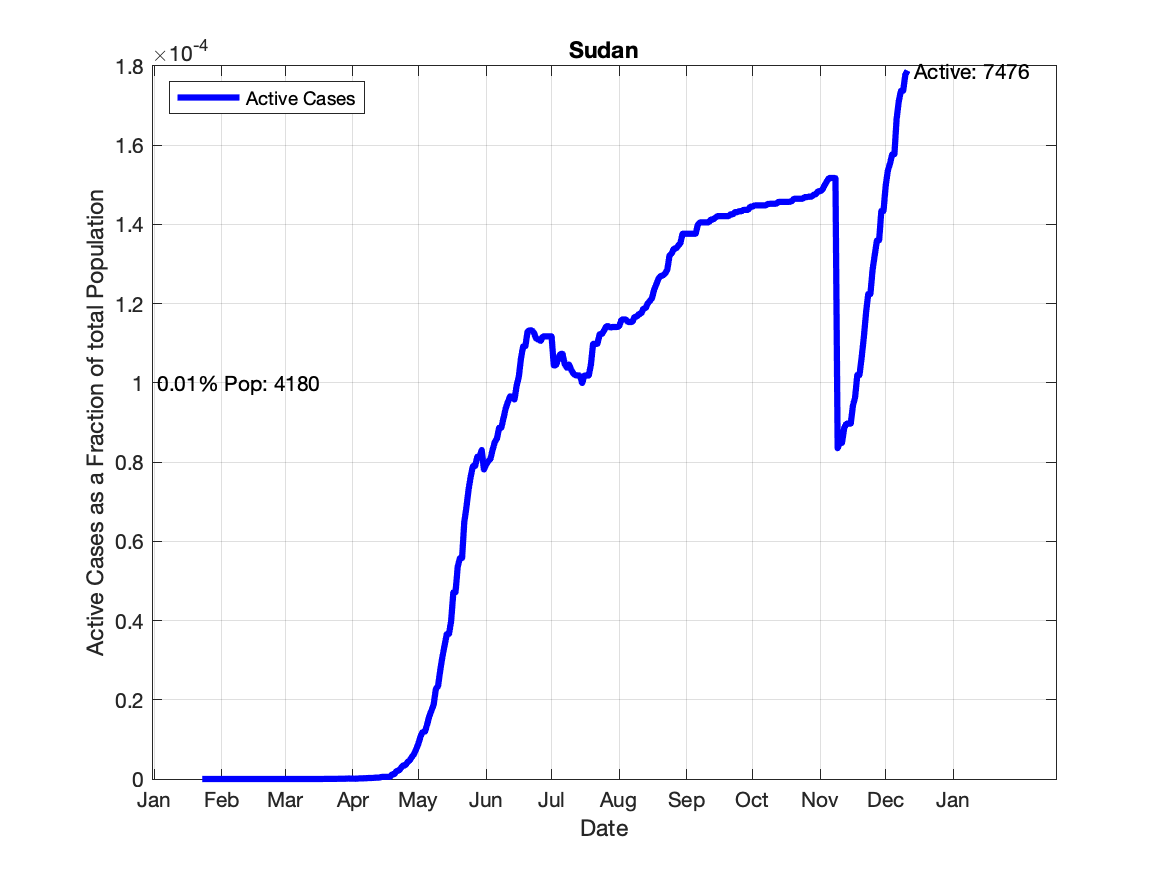 Sudan
×10-4
1.8
1.6
1.4
1.2
1
0.8
0.6
0.4
0.2
0
Active Cases as a Fraction of total Population
Active Cases
Active: 7476
0.01% Pop: 4180
Jan Feb Mar Apr May Jun Jul Aug Sep Oct Nov Dec Jan
Date